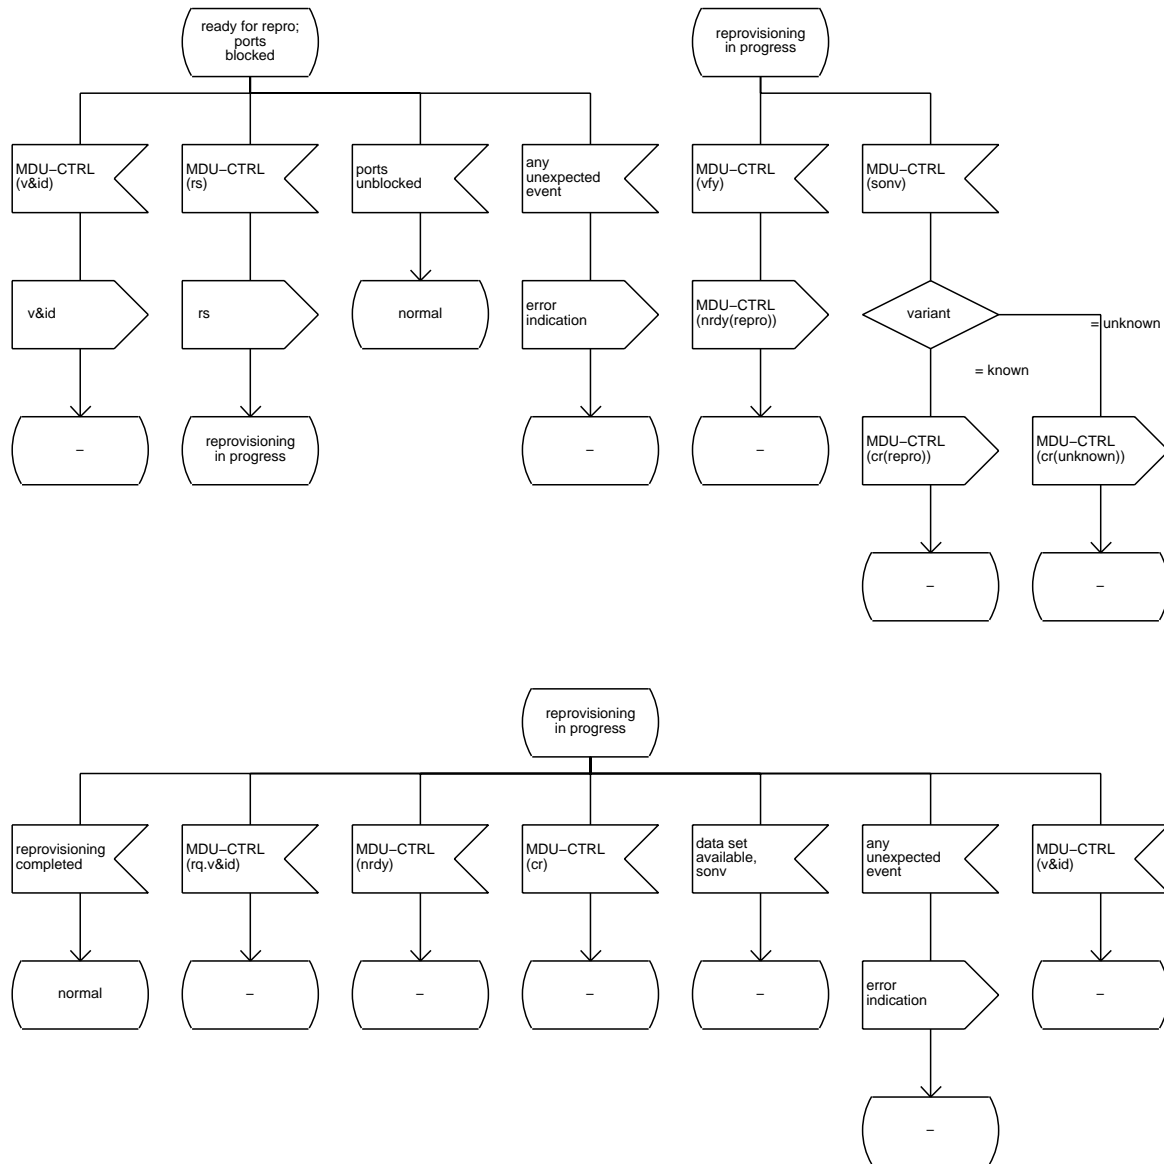 ready for repro;
ports
blocked
reprovisioning
in progress
MDU−CTRL
(v&id)
MDU−CTRL
(rs)
ports
unblocked
any
unexpected
event
MDU−CTRL
(vfy)
MDU−CTRL
(sonv)
v&id
rs
normal
error
indication
MDU−CTRL
(nrdy(repro))
variant
= unknown
= known
−
reprovisioning
in progress
−
−
MDU−CTRL
(cr(repro))
MDU−CTRL
(cr(unknown))
−
−
reprovisioning
in progress
reprovisioning
completed
MDU−CTRL
(rq.v&id)
MDU−CTRL
(nrdy)
MDU−CTRL
(cr)
data set
available,
sonv
any
unexpected
event
MDU−CTRL
(v&id)
normal
−
−
−
−
error
indication
−
−